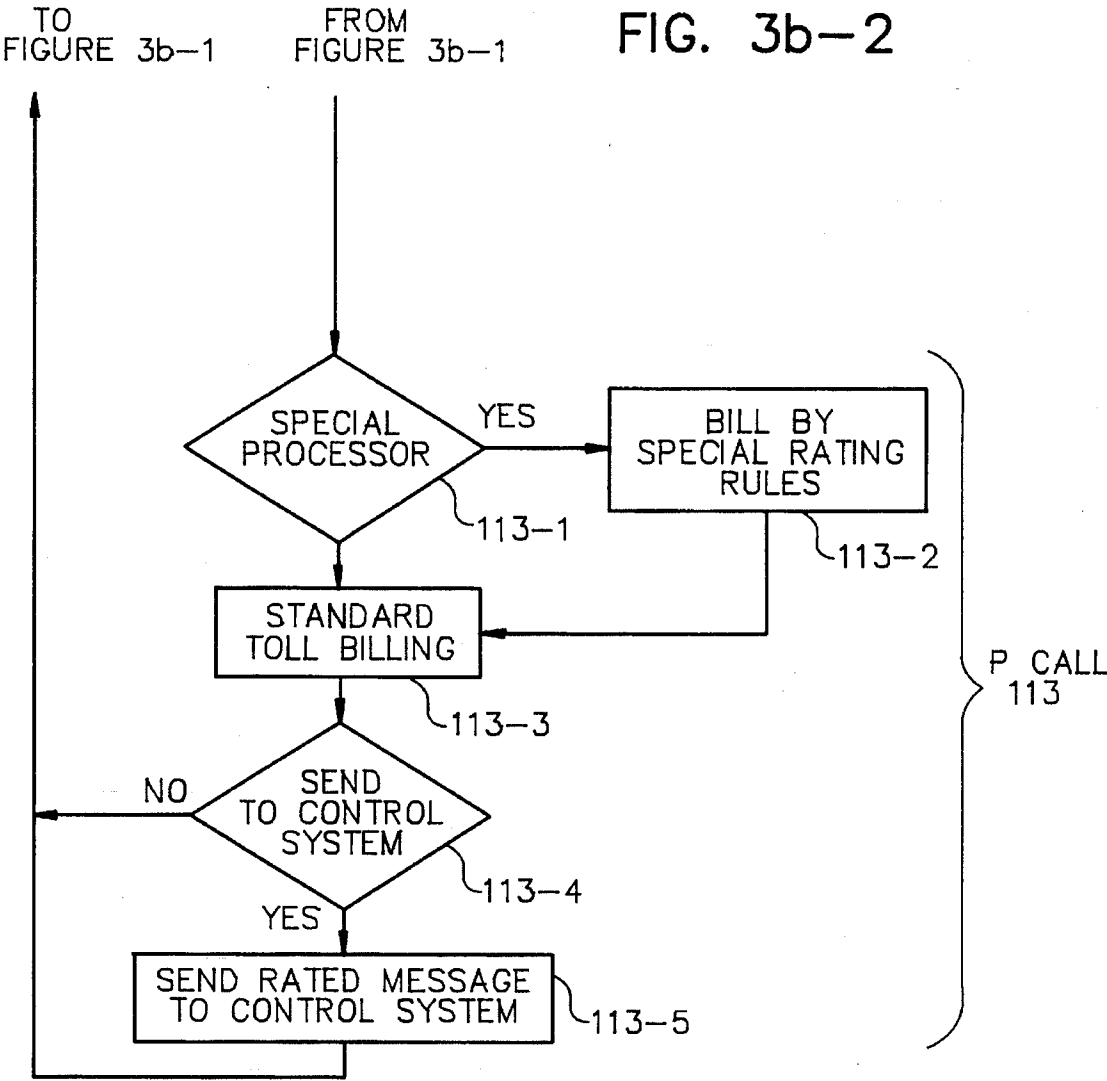 TO
FIGURE 3b-1
FROM
FIGURE 3b-1
FIG. 3b-2
SPECIAL
PROCESSOR
YES
113-1
BILL BY
SPECIAL RATING
RULES
113-2
STANDARD
TOLL BILLING
113-3
P CALL
113
SEND
TO CONTROL
SYSTEM
NO
113-4
YES
SEND RATED MESSAGE
TO CONTROL SYSTEM
113-5